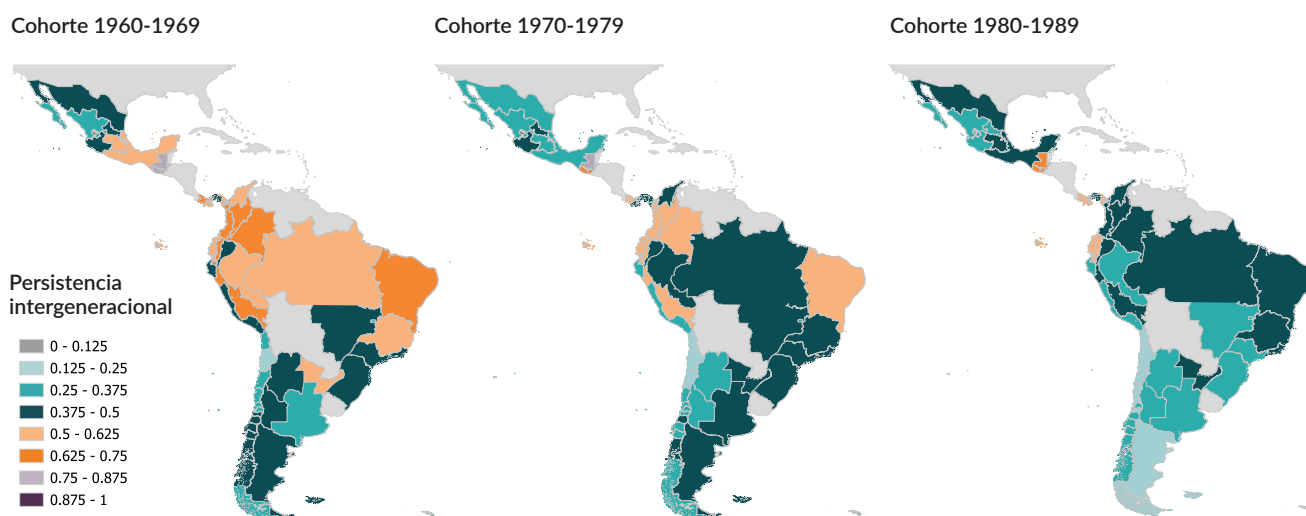 Cohorte 1960-1969
Cohorte 1970-1979
Cohorte 1980-1989
Persistencia
intergeneracional
0 - 0.125
0.125 - 0.25
0.25 - 0.375
0.375 - 0.5
0.5 - 0.625
0.625 - 0.75
0.75 - 0.875
0.875 - 1